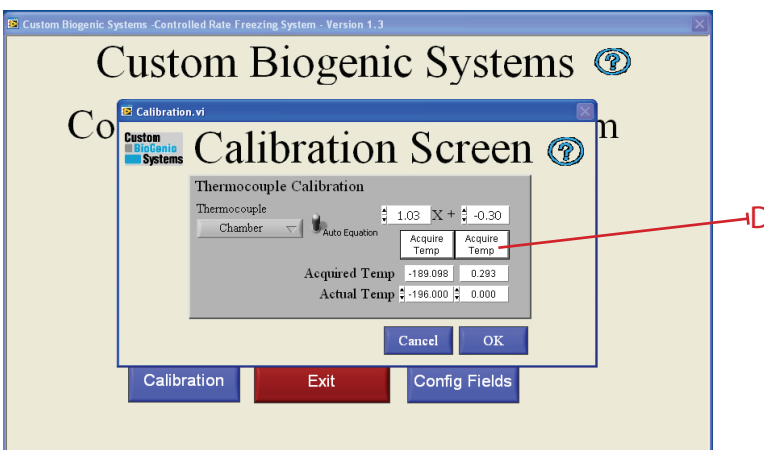 Custom Biogenic Systems -Controlled Rate Freezing System - Version 1.3
Custom Biogenic Systems
Co
m
Calibration.vi
Custom
BioGenic
Systems
Calibration Screen
Thermocouple Calibration
Thermocouple
Chamber
Auto Equation
1.03 X + -0.30
Acquire Temp
Acquire Temp
Acquired Temp -189.098 0.293
Actual Temp -196.000 0.000
Cancel OK
Calibration Exit Config Fields
D